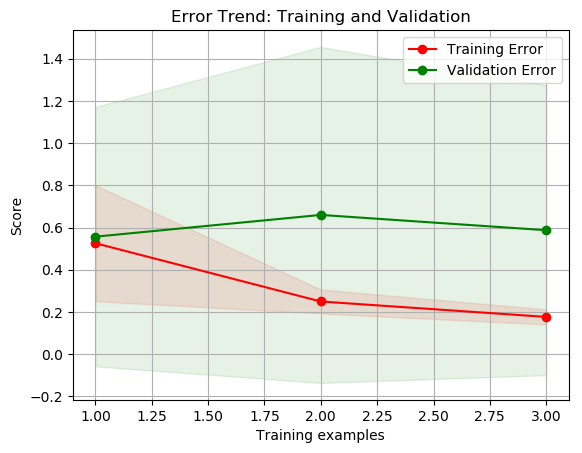 Error Trend: Training and Validation
Training Error
Validation Error
Score
1.4
1.2
1.0
0.8
0.6
0.4
0.2
0.0
−0.2
1.00 1.25 1.50 1.75 2.00 2.25 2.50 2.75 3.00
Training examples